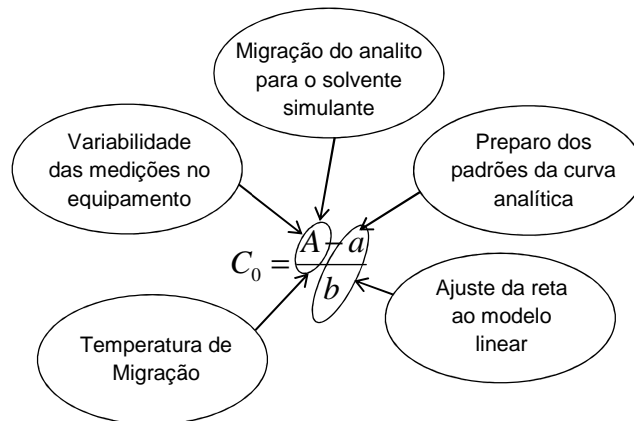 Migração do analito
para o solvente
simulante
Variabilidade
das medições no
equipamento
Preparo dos
padrões da curva
analítica
C₀ = (A − a) / b
Temperatura de
Migração
Ajuste da reta
ao modelo
linear